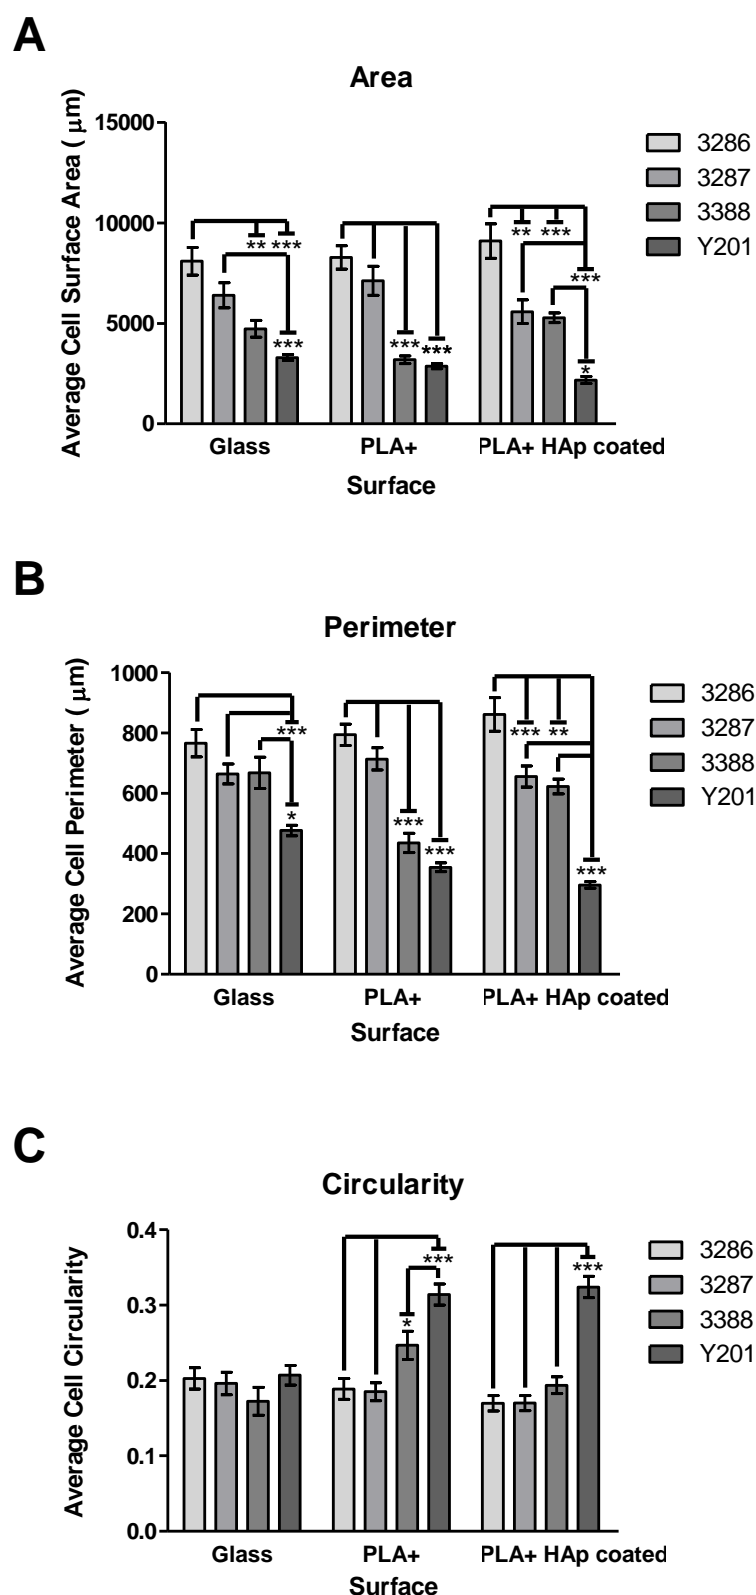 A
Area
Average Cell Surface Area ( μm)
15000
10000
5000
0
** ***
***
*** ***
** ***
***
*
Glass
PLA+
PLA+ HAp coated
Surface
3286
3287
3388
Y201
B
Perimeter
Average Cell Perimeter ( μm)
1000
800
600
400
200
0
***
*
***
***
*** **
***
Glass
PLA+
PLA+ HAp coated
Surface
3286
3287
3388
Y201
C
Circularity
Average Cell Circularity
0.4
0.3
0.2
0.1
0.0
***
*
***
Glass
PLA+
PLA+ HAp coated
Surface
3286
3287
3388
Y201